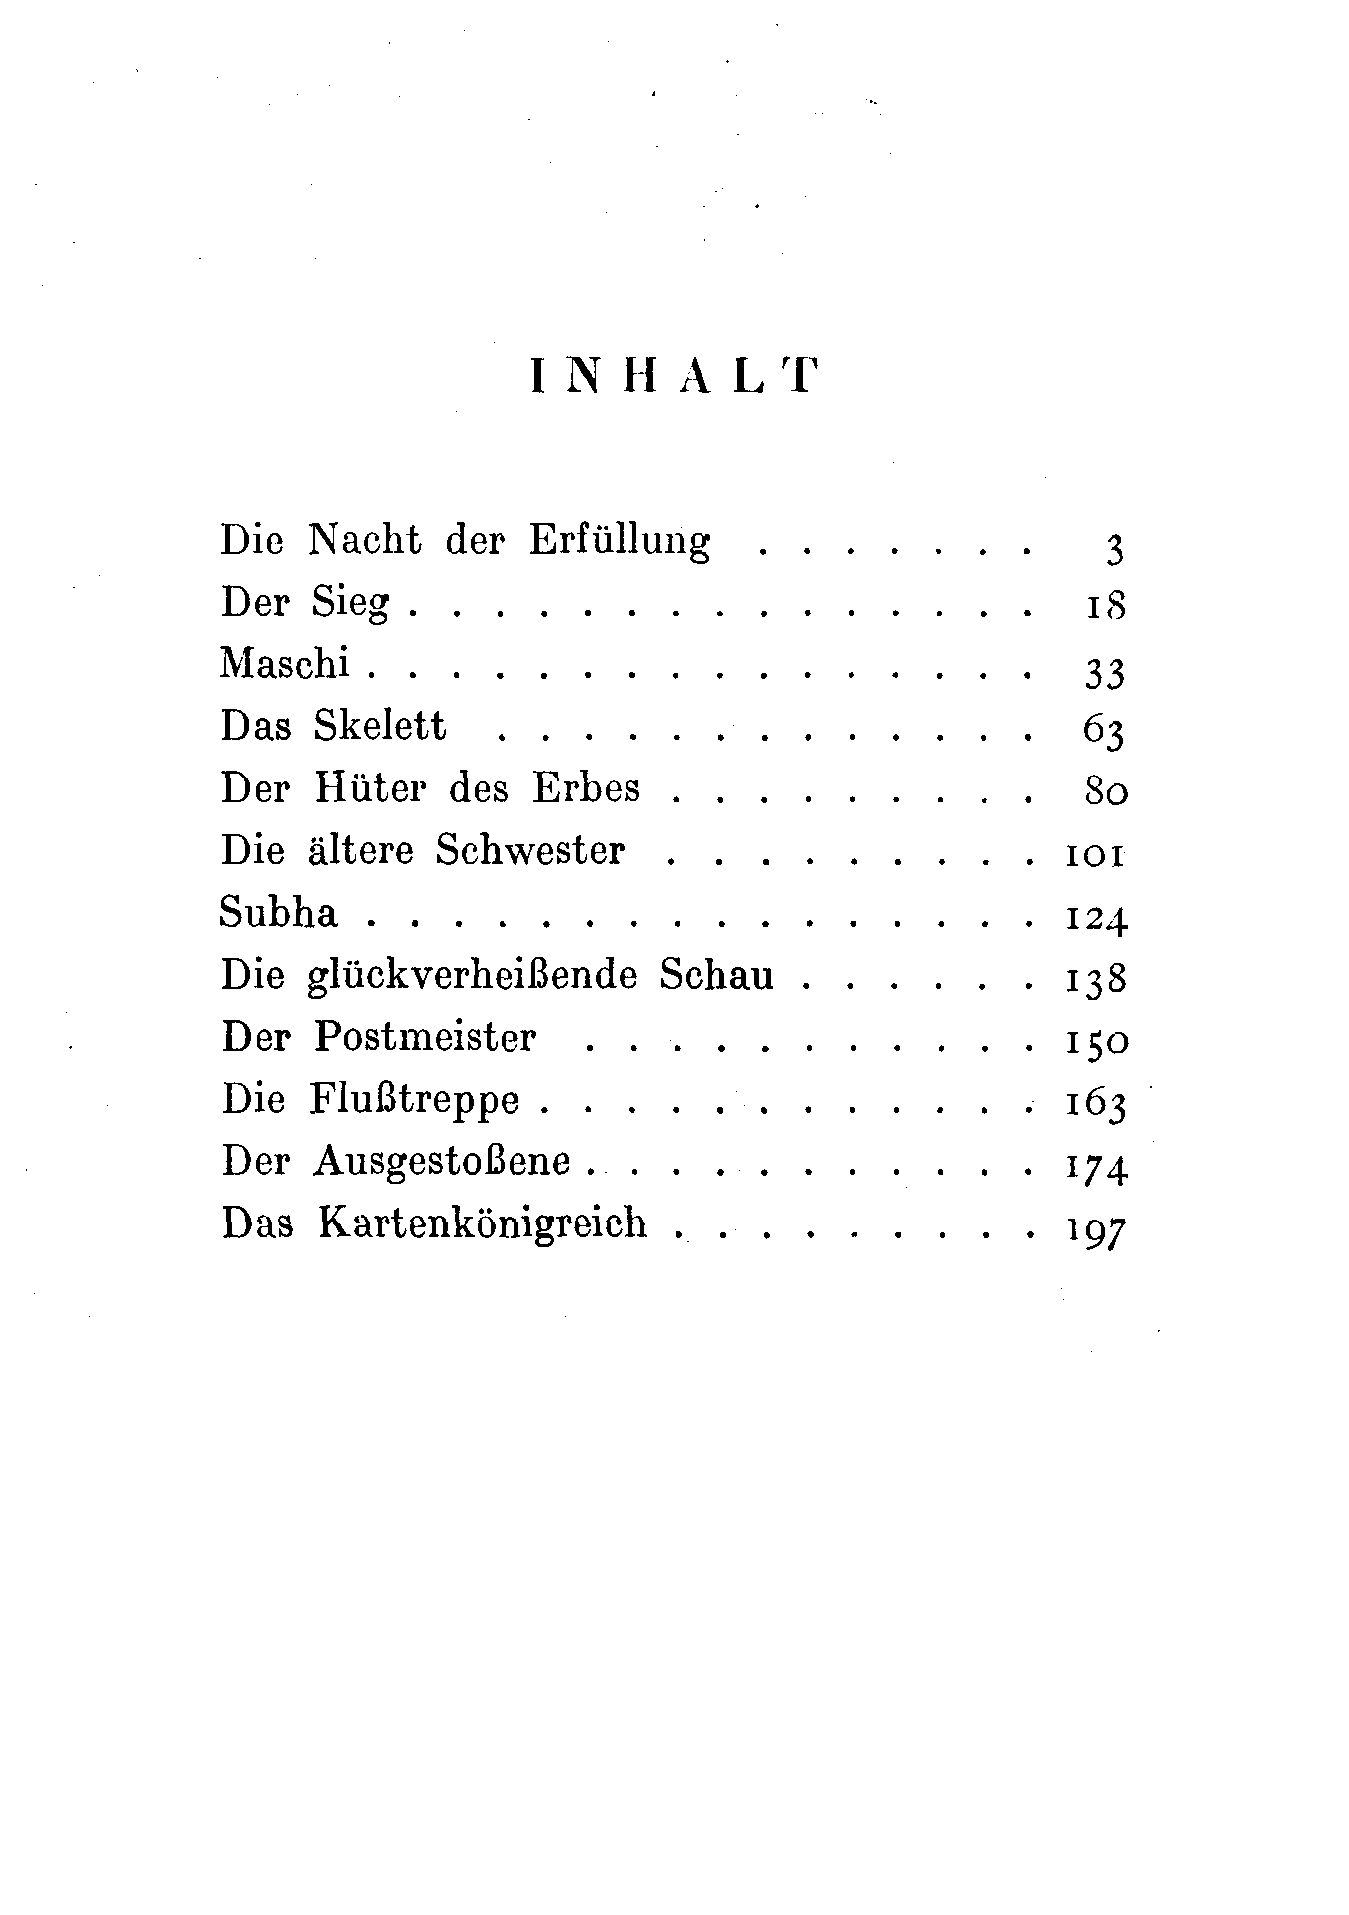 INHALT
Die Nacht der Erfüllung . . . . . . . 3
Der Sieg . . . . . . . . . . . . . . . 18
Maschi . . . . . . . . . . . . . . . . 33
Das Skelett . . . . . . . . . . . . . 63
Der Hüter des Erbes . . . . . . . . . 80
Die ältere Schwester . . . . . . . . . 101
Subha . . . . . . . . . . . . . . . . 124
Die glückverheißende Schau . . . . . . 138
Der Postmeister . . . . . . . . . . . 150
Die Flußtreppe . . . . . . . . . . . . 163
Der Ausgestoßene . . . . . . . . . . . 174
Das Kartenkönigreich . . . . . . . . . 197